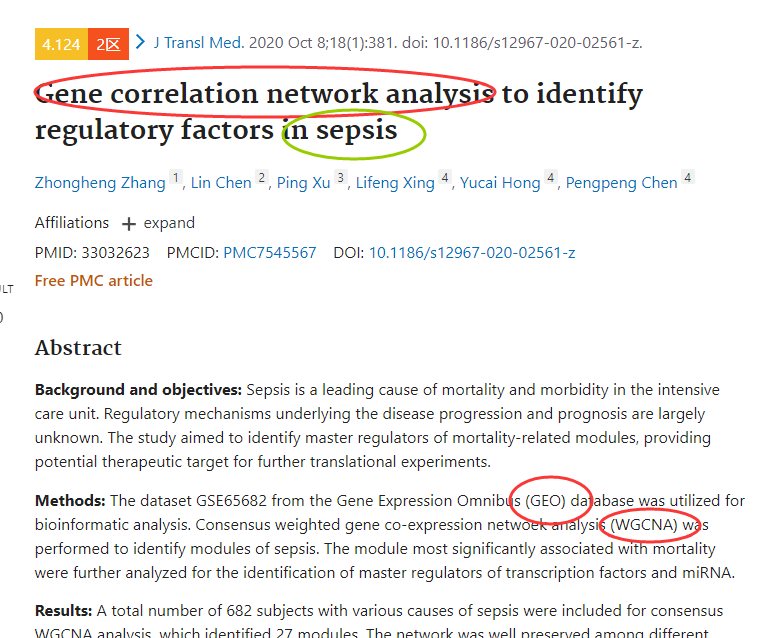 4.124 2区 J Transl Med. 2020 Oct 8;18(1):381. doi: 10.1186/s12967-020-02561-z.
Gene correlation network analysis to identify
regulatory factors in sepsis
Zhongheng Zhang 1, Lin Chen 2, Ping Xu 3, Lifeng Xing 4, Yucai Hong 4, Pengpeng Chen 4
Affiliations + expand
PMID: 33032623 PMCID: PMC7545567 DOI: 10.1186/s12967-020-02561-z
Free PMC article
Abstract
Background and objectives: Sepsis is a leading cause of mortality and morbidity in the intensive
care unit. Regulatory mechanisms underlying the disease progression and prognosis are largely
unknown. The study aimed to identify master regulators of mortality-related modules, providing
potential therapeutic target for further translational experiments.
Methods: The dataset GSE65682 from the Gene Expression Omnibus (GEO) database was utilized for
bioinformatic analysis. Consensus weighted gene co-expression netwoek analysis (WGCNA) was
performed to identify modules of sepsis. The module most significantly associated with mortality
were further analyzed for the identification of master regulators of transcription factors and miRNA.
Results: A total number of 682 subjects with various causes of sepsis were included for consensus
WGCNA analysis, which identified 27 modules. The network was well preserved among different